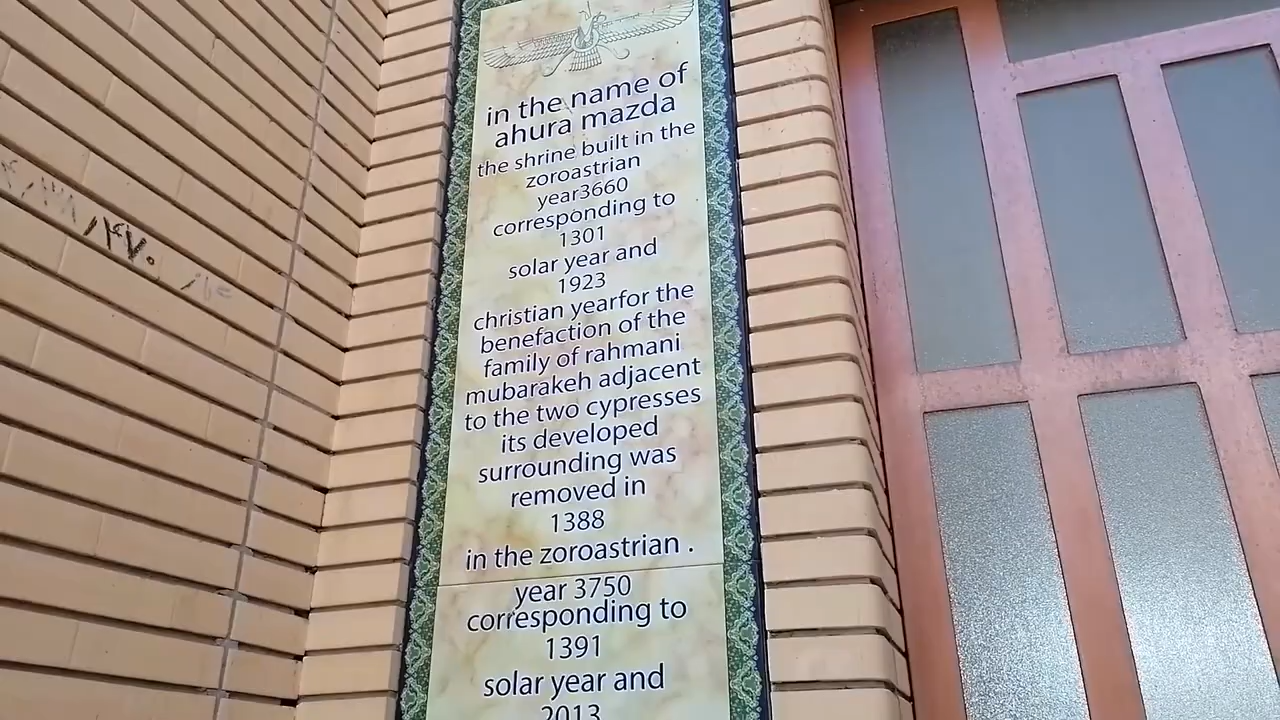 in the name of
ahura mazda
the shrine built in the
zoroastrian
year3660
corresponding to
1301
solar year and
1923
christian yearfor the
benefaction of the
family of rahmani
mubarakeh adjacent
to the two cypresses
its developed
surrounding was
removed in
1388
in the zoroastrian .
year 3750
corresponding to
1391
solar year and
2013